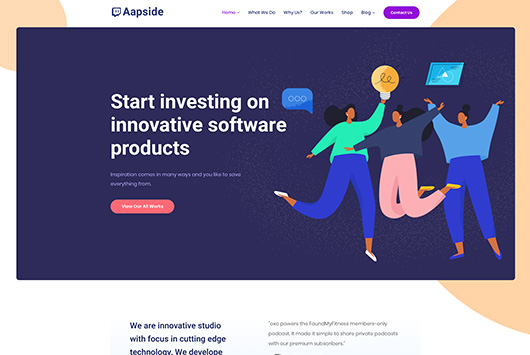 Aapside
Home What We Do Why Us? Our Works Shop Blog Contact Us
Start investing on
innovative software
products
Inspiration comes in many ways and you like to save
everything from.
View Our All Works
We are innovative studio
with focus in cutting edge
technology. We develope
"oxo powers the FoundMyFitness members-only
podcast. It made it simple to share private podcasts
with our premium subscribers."